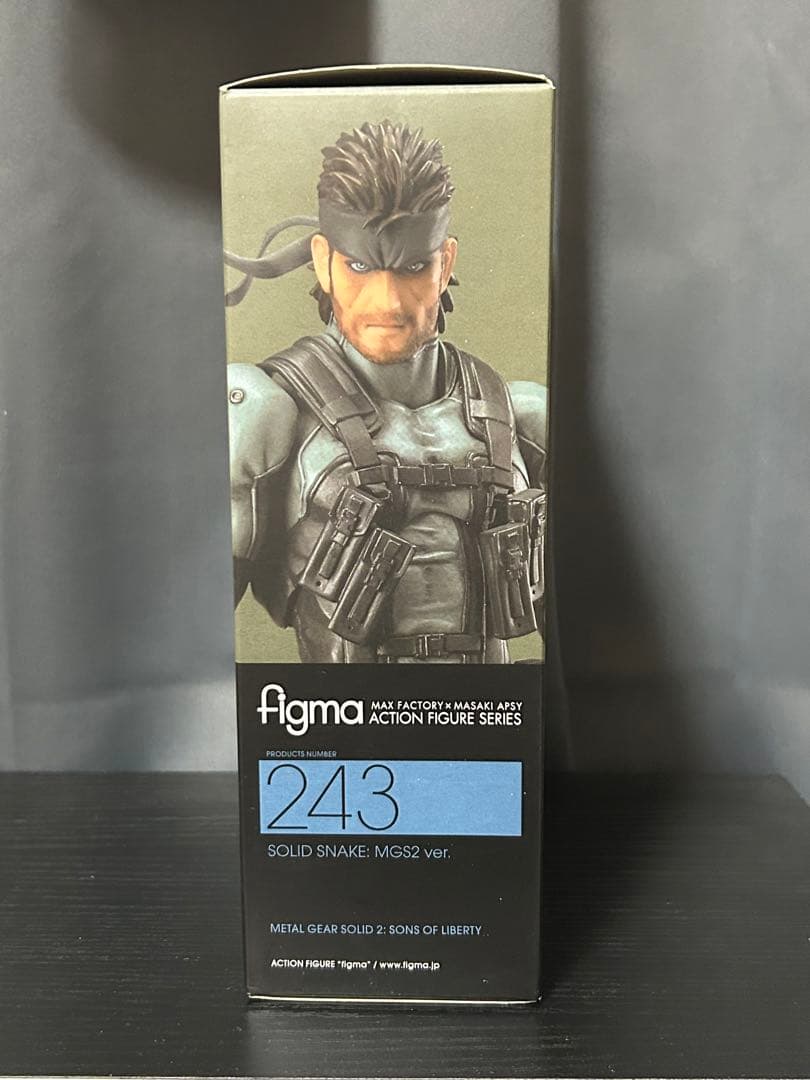 figma MAX FACTORY × MASAKI APSY
ACTION FIGURE SERIES
PRODUCTS NUMBER
243
SOLID SNAKE: MGS2 ver.
METAL GEAR SOLID 2: SONS OF LIBERTY
ACTION FIGURE "figma" / www.figma.jp